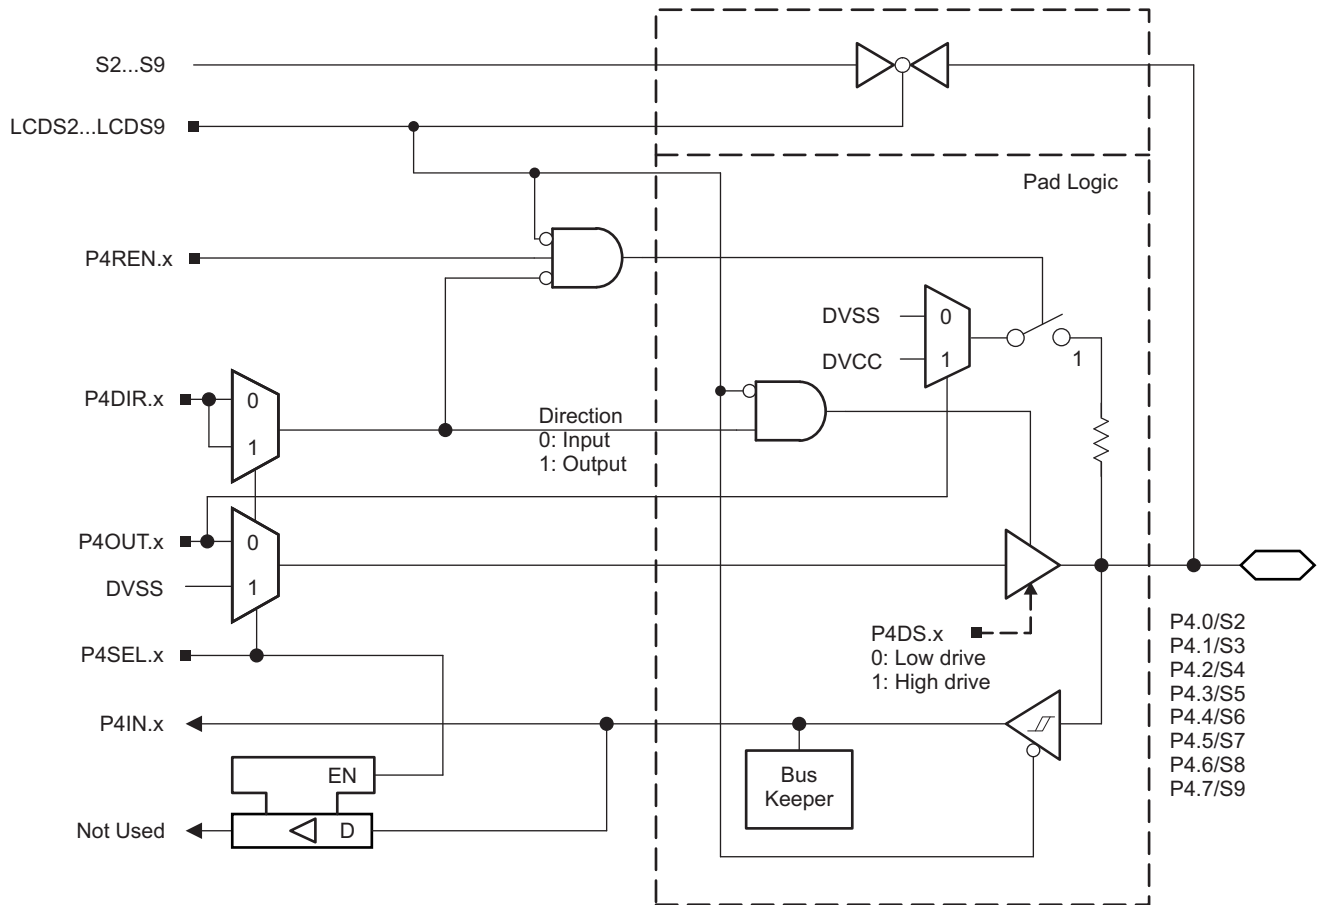 S2...S9
LCDS2...LCDS9
Pad Logic
P4REN.x
DVSS
0
DVCC
1
1
P4DIR.x
0
1
Direction
0: Input
1: Output
P4OUT.x
0
DVSS
1
P4DS.x
0: Low drive
1: High drive
P4SEL.x
P4.0/S2
P4.1/S3
P4.2/S4
P4.3/S5
P4.4/S6
P4.5/S7
P4.6/S8
P4.7/S9
P4IN.x
EN
Bus
Keeper
Not Used
D